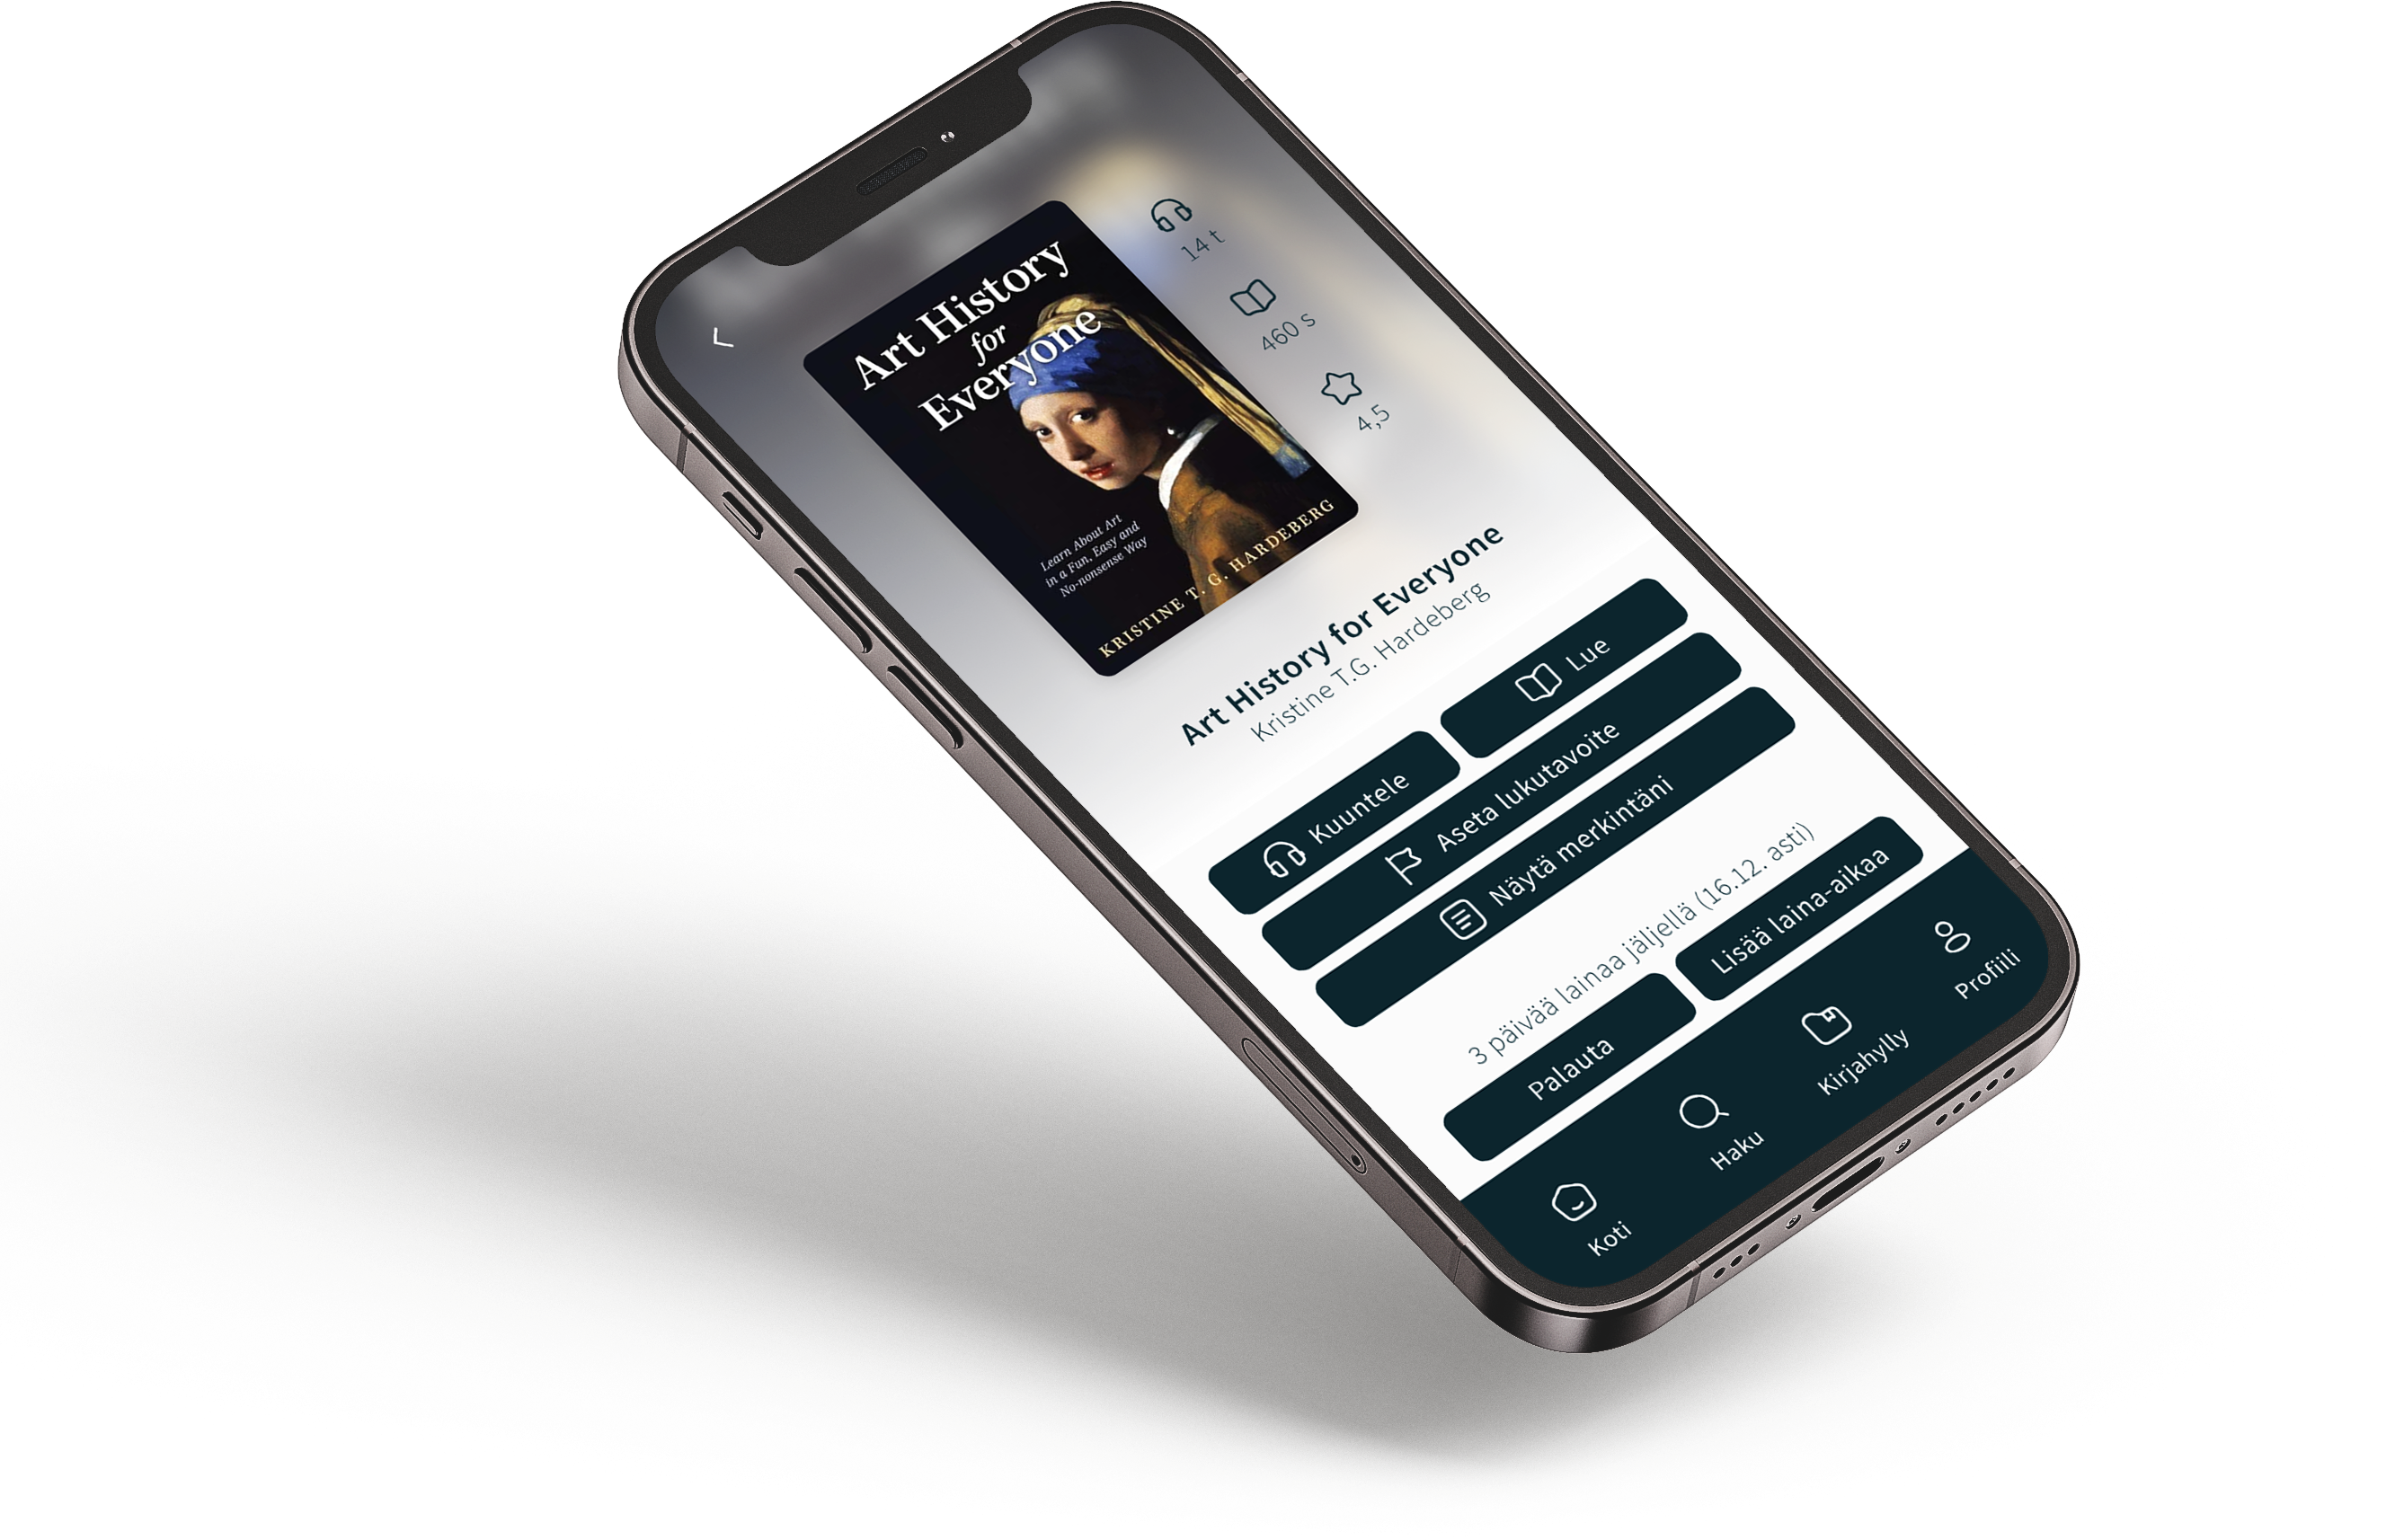 Art History
for
Everyone
Learn About Art
in a Fun, Easy and
No-nonsense Way
KRISTINE T. G. HARDEBERG
14 t
460 s
4,5
Art History for Everyone
Kristine T.G. Hardeberg
Kuuntele
Lue
Aseta lukutavoite
Näytä merkintäni
3 päivää lainaa jäljellä (16.12. asti)
Palauta
Lisää laina-aikaa
Koti
Haku
Kirjahylly
Profiili